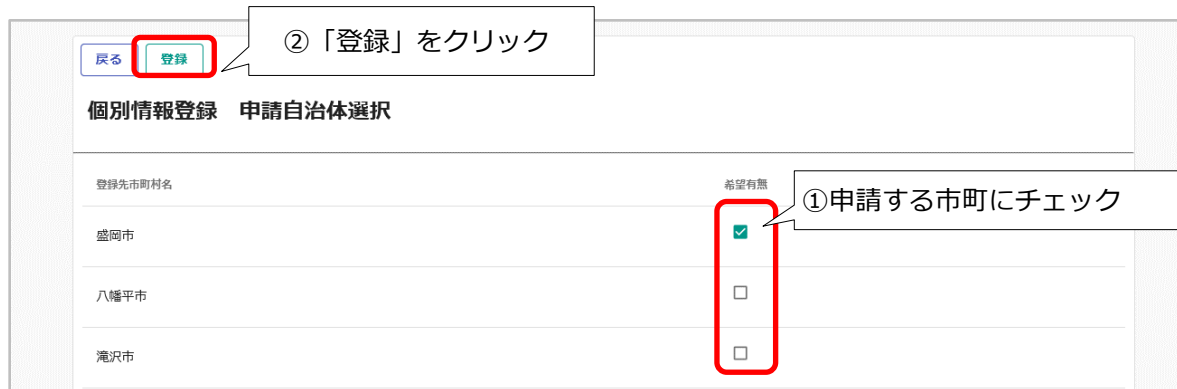 ②「登録」をクリック
戻る 登録
個別情報登録　申請自治体選択
登録先市町村名 希望有無
①申請する市町にチェック
盛岡市
八幡平市
滝沢市